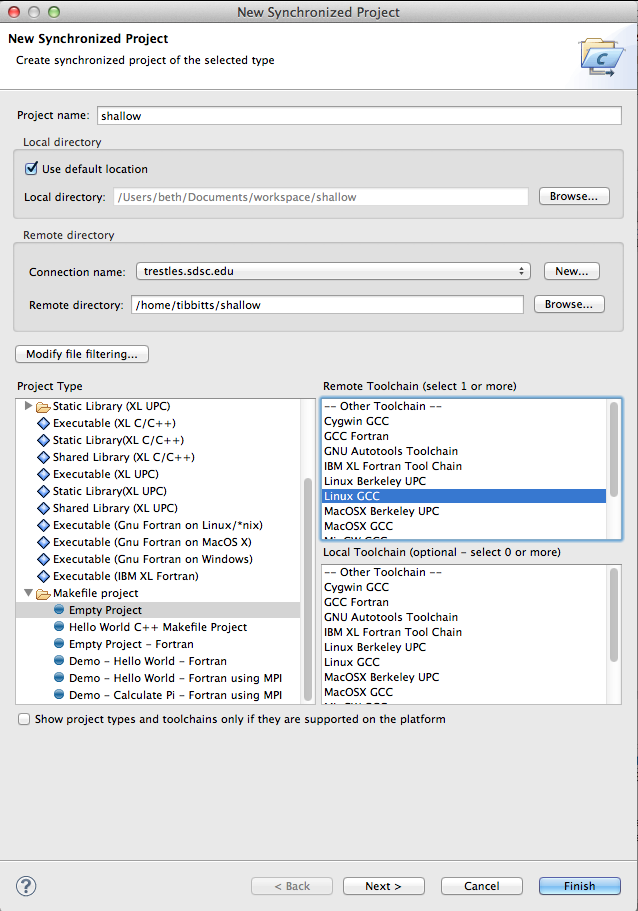 New Synchronized Project
New Synchronized Project
Create synchronized project of the selected type
C
Project name: shallow
Local directory
Use default location
Local directory: /Users/beth/Documents/workspace/shallow Browse...
Remote directory
Connection name: trestles.sdsc.edu New...
Remote directory: /home/tibbitts/shallow Browse...
Modify file filtering...
Project Type
Static Library (XL UPC)
Executable (XL C/C++)
Static Library(XL C/C++)
Shared Library (XL C/C++)
Executable (XL UPC)
Static Library(XL UPC)
Shared Library (XL UPC)
Executable (Gnu Fortran on Linux/*nix)
Executable (Gnu Fortran on MacOS X)
Executable (Gnu Fortran on Windows)
Executable (IBM XL Fortran)
Makefile project
Empty Project
Hello World C++ Makefile Project
Empty Project - Fortran
Demo - Hello World - Fortran
Demo - Hello World - Fortran using MPI
Demo - Calculate Pi - Fortran using MPI
Remote Toolchain (select 1 or more)
-- Other Toolchain --
Cygwin GCC
GCC Fortran
GNU Autotools Toolchain
IBM XL Fortran Tool Chain
Linux Berkeley UPC
Linux GCC
MacOSX Berkeley UPC
MacOSX GCC
MinGW GCC
Local Toolchain (optional - select 0 or more)
-- Other Toolchain --
Cygwin GCC
GCC Fortran
GNU Autotools Toolchain
IBM XL Fortran Tool Chain
Linux Berkeley UPC
Linux GCC
MacOSX Berkeley UPC
MacOSX GCC
MinGW GCC
Show project types and toolchains only if they are supported on the platform
? < Back Next > Cancel Finish